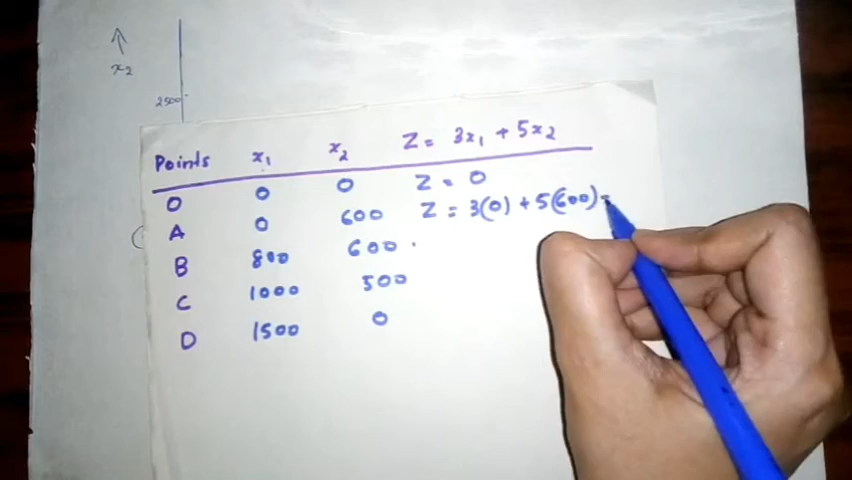 x₂
2500
Points x₁ x₂ Z = 3x₁ + 5x₂
O 0 0 Z = 0
A 0 600 Z = 3(0) + 5(600) =
B 800 600
C 1000 500
D 1500 0